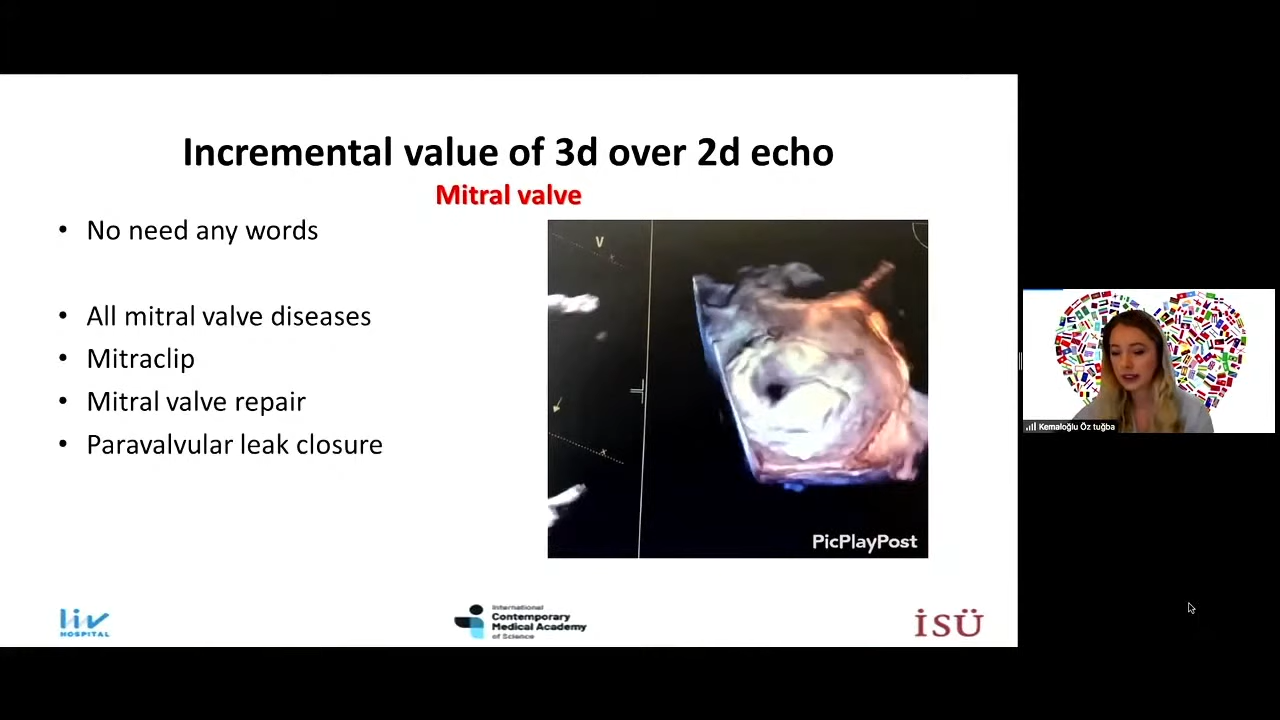 Incremental value of 3d over 2d echo
Mitral valve
• No need any words
• All mitral valve diseases
• Mitraclip
• Mitral valve repair
• Paravalvular leak closure
V
PicPlayPost
liv
HOSPITAL
International
Contemporary
Medical Academy
of Science
iSÜ
Kemaloğlu Öz tuğba